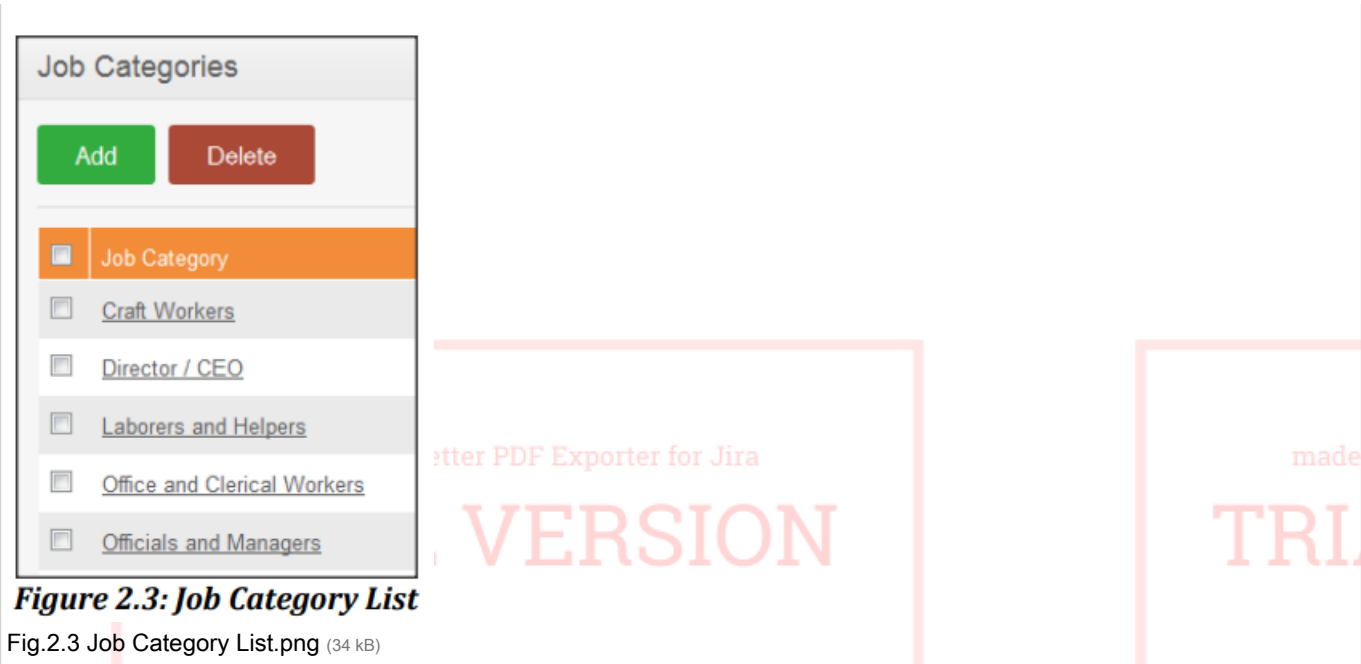 Job Categories
Add Delete
Job Category
Craft Workers
Director / CEO
Laborers and Helpers
Office and Clerical Workers
Officials and Managers
Figure 2.3: Job Category List
Fig.2.3 Job Category List.png (34 kB)
PDF Exporter for Jira
VERSION
made